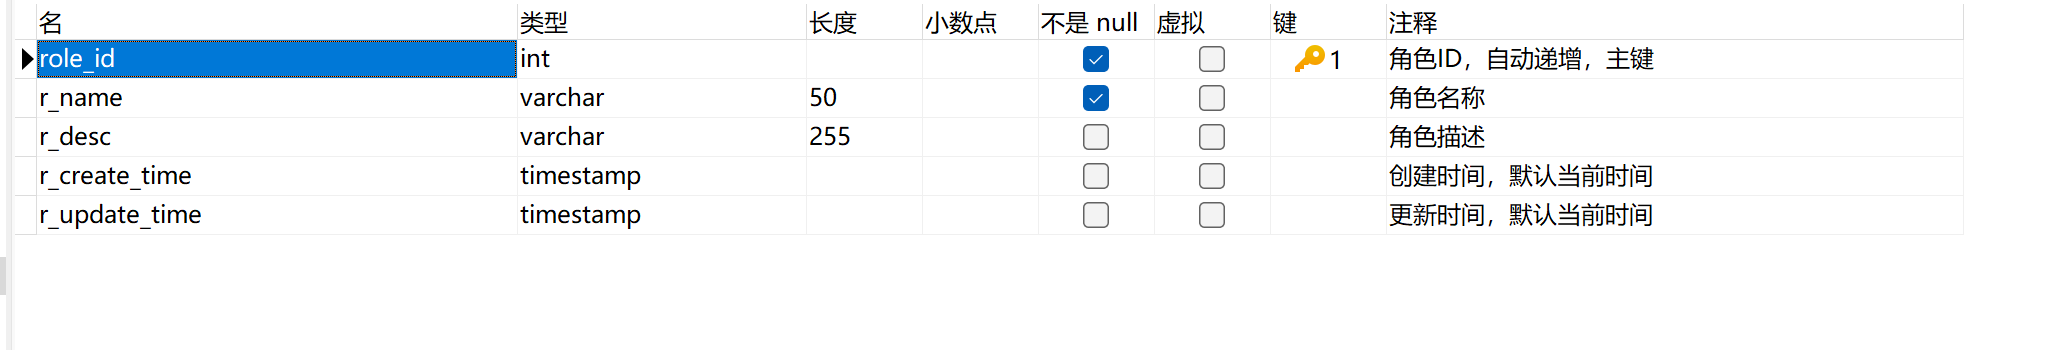 名 类型 长度 小数点 不是 null 虚拟 键 注释
role_id int 1 角色ID，自动递增，主键
r_name varchar 50 角色名称
r_desc varchar 255 角色描述
r_create_time timestamp 创建时间，默认当前时间
r_update_time timestamp 更新时间，默认当前时间